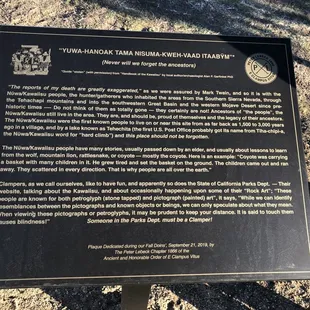 "YUWA-HANOAK TAMA NISUMA-KWEH-VAAD ITAABÝM"*
(Never will we forget the ancestors)
"The reports of my death are greatly exaggerated," as we were assured by Mark Twain, and so it is with the
Nüwa/Kawaiisu people, the hunter/gatherers who inhabited the areas from the Southern Sierra Nevada, through
the Tehachapi mountains and into the southwestern Great Basin and the western Mojave Desert since pre-
historic times — Do not think of them as totally gone — they certainly are not! Ancestors of "the people", the
Nüwa/Kawaiisu still live in the area. They are, and should be, proud of themselves and the legacy of their ancestors.
The Nüwa/Kawaiisu were the first known people to live on or near this site from as far back as 1,500 to 3,000 years
ago in a village, and by a lake known as Tehechita (the first U.S. Post Office probably got its name from Tiha-chipi-a,
the Nüwa/Kawaiisu word for "hard climb") and this place should not be forgotten.
The Nüwa/Kawaiisu people have many stories, usually passed down by an elder, and usually about lessons to learn
from the wolf, mountain lion, rattlesnake, or coyote — mostly the coyote. Here is an example: "Coyote was carrying
a basket with many children in it. He grew tired and set the basket on the ground. The children came out and ran
away. They scattered in every direction. That is why people are all over the earth."
Clampers, as we call ourselves, like to have fun, and apparently so does the State of California Parks Dept. — Their
website, talking about the Kawaiisu, and about occasionally happening upon some of their "Rock Art"; "These
people are known for both petroglyph (stone tapped) and pictograph (painted) art", it says, "While we can identify
resemblances between the pictographs and known objects or beings, we can only speculate about what they mean.
When viewing these pictographs or petroglyphs, it may be prudent to keep your distance. It is said to touch them
causes blindness!" Someone in the Parks Dept. must be a Clamper!
Plaque Dedicated during our Fall Doins', September 21, 2019, by
The Peter Lebeck Chapter 1866 of the
Ancient and Honorable Order of E Clampus Vitus